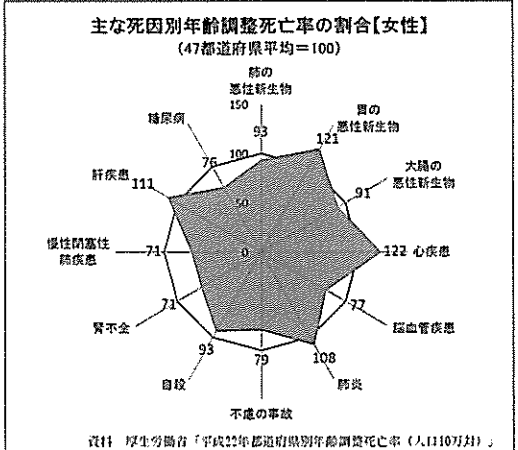 主な死因別年齢調整死亡率の割合【女性】
(47都道府県平均=100)
肺の
悪性新生物
150
93
胃の
悪性新生物
121
糖尿病
76
100
大腸の
悪性新生物
91
肝疾患
111
50
慢性閉塞性
肺疾患
71
0
122 心疾患
腎不全
71
77
脳血管疾患
自殺
93
79
108
肺炎
不慮の事故
資料 厚生労働省「平成22年都道府県別年齢調整死亡率(人口10万対)」